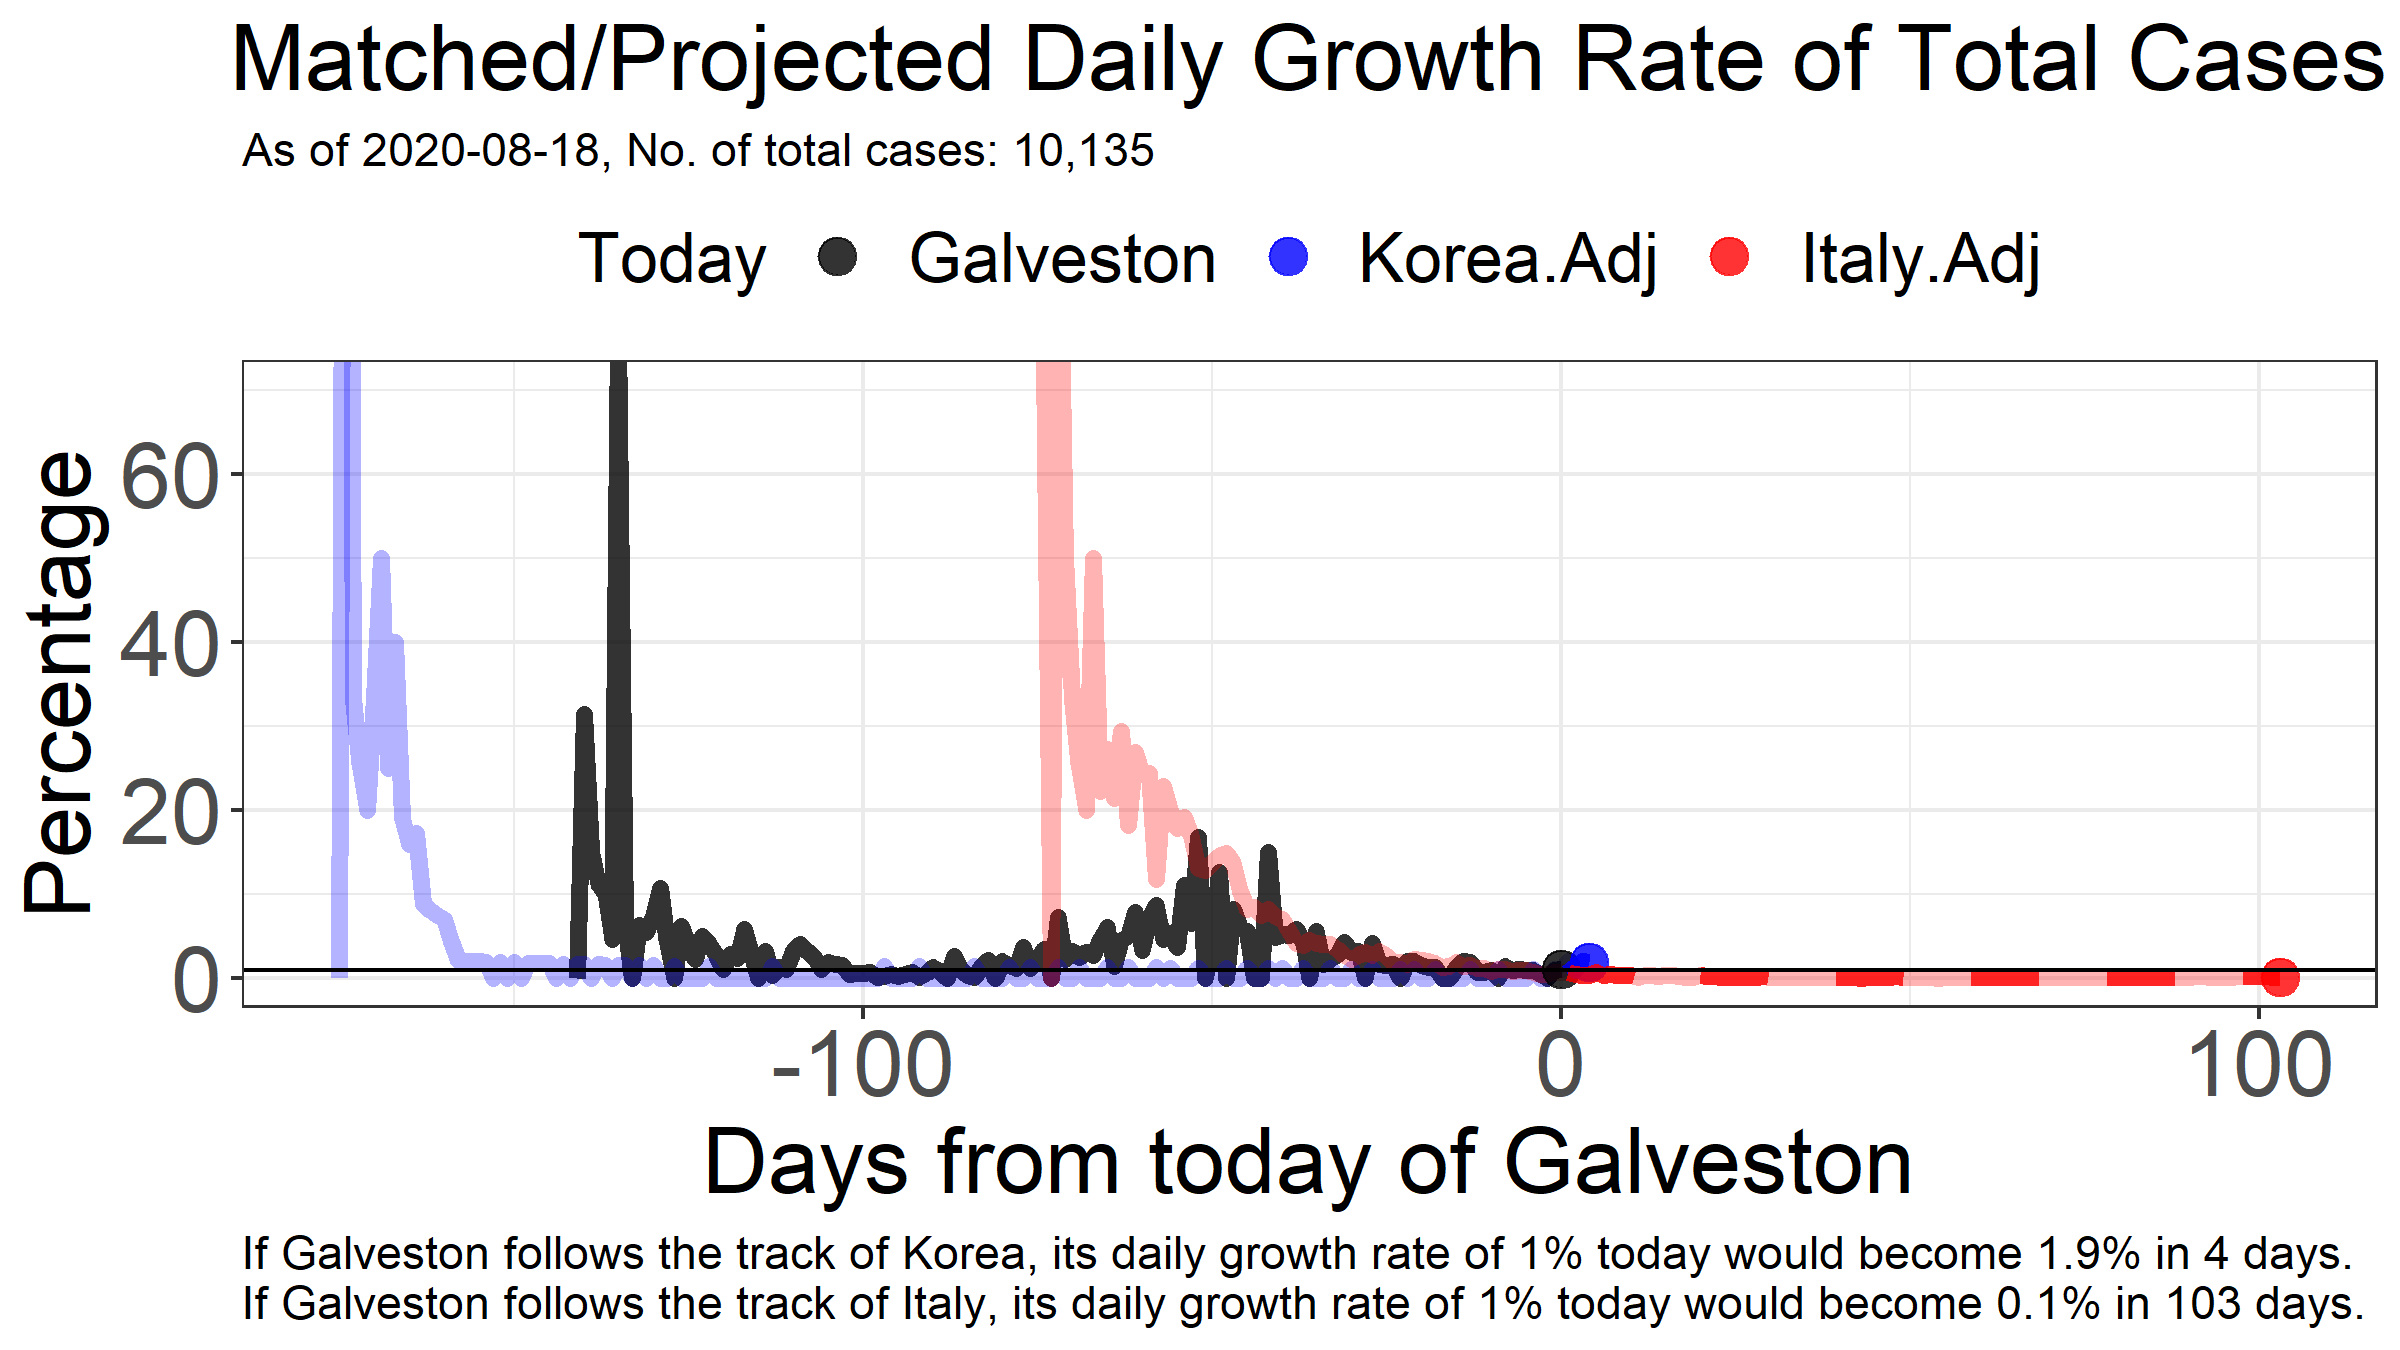 Matched/Projected Daily Growth Rate of Total Cases
As of 2020-08-18, No. of total cases: 10,135
Today Galveston Korea.Adj Italy.Adj
Percentage
60
40
20
0
-100 0 100
Days from today of Galveston
If Galveston follows the track of Korea, its daily growth rate of 1% today would become 1.9% in 4 days.
If Galveston follows the track of Italy, its daily growth rate of 1% today would become 0.1% in 103 days.